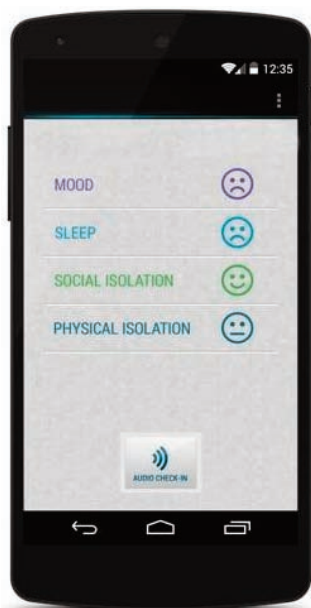 12:35
MOOD
SLEEP
SOCIAL ISOLATION
PHYSICAL ISOLATION
AUDIO CHECK-IN